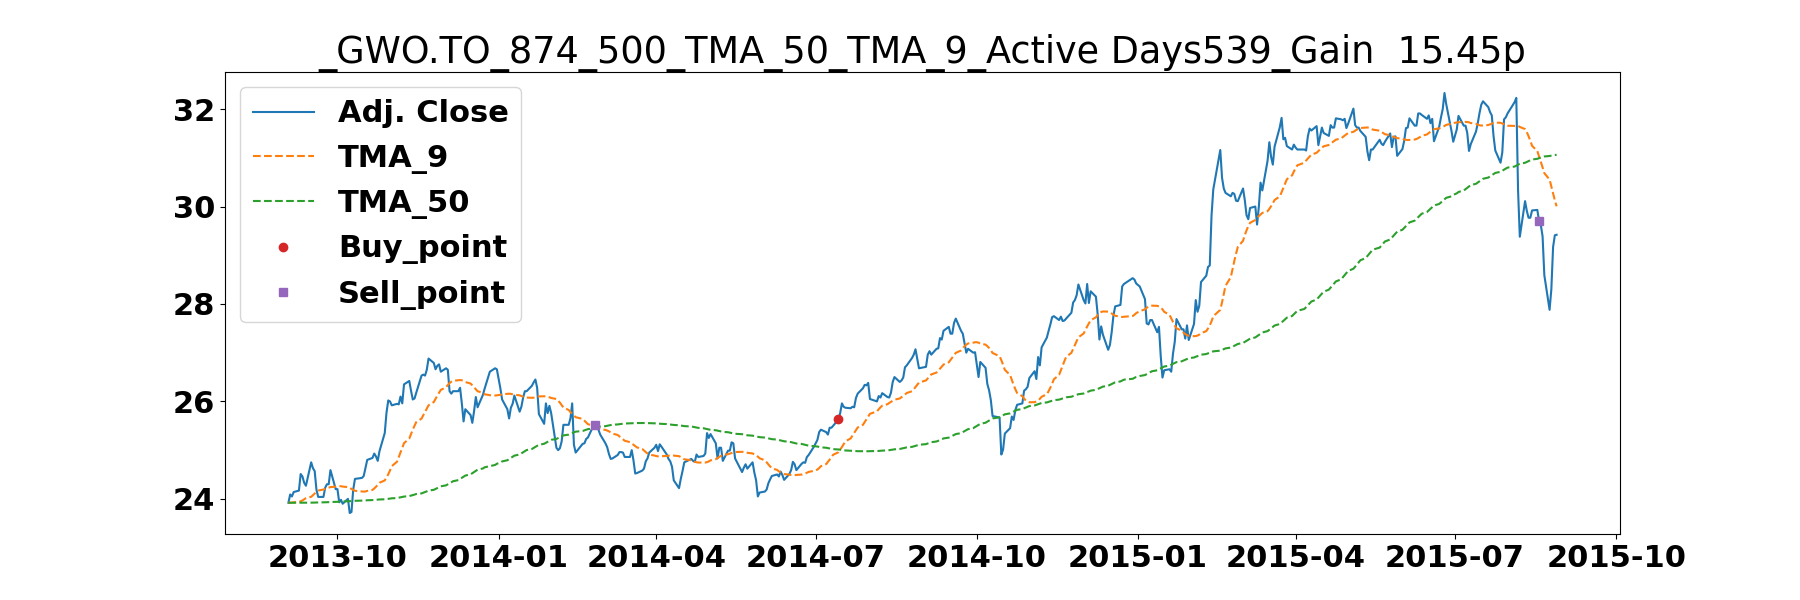 _GWO.TO_874_500_TMA_50_TMA_9_Active Days539_Gain  15.45p
Adj. Close
TMA_9
TMA_50
Buy_point
Sell_point
32
30
28
26
24
2013-10 2014-01 2014-04 2014-07 2014-10 2015-01 2015-04 2015-07 2015-10